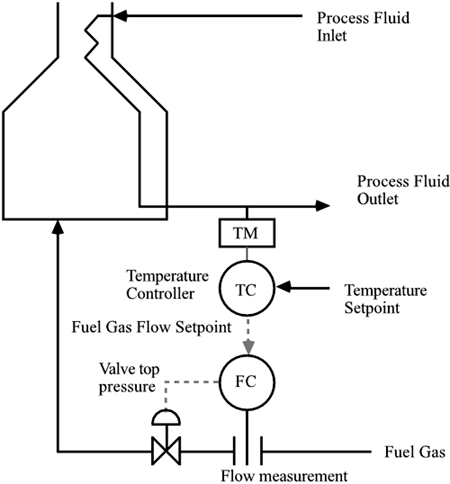 Process Fluid
Inlet
Process Fluid
Outlet
TM
Temperature
Controller
TC
Temperature
Setpoint
Fuel Gas Flow Setpoint
Valve top
pressure
FC
Fuel Gas
Flow measurement